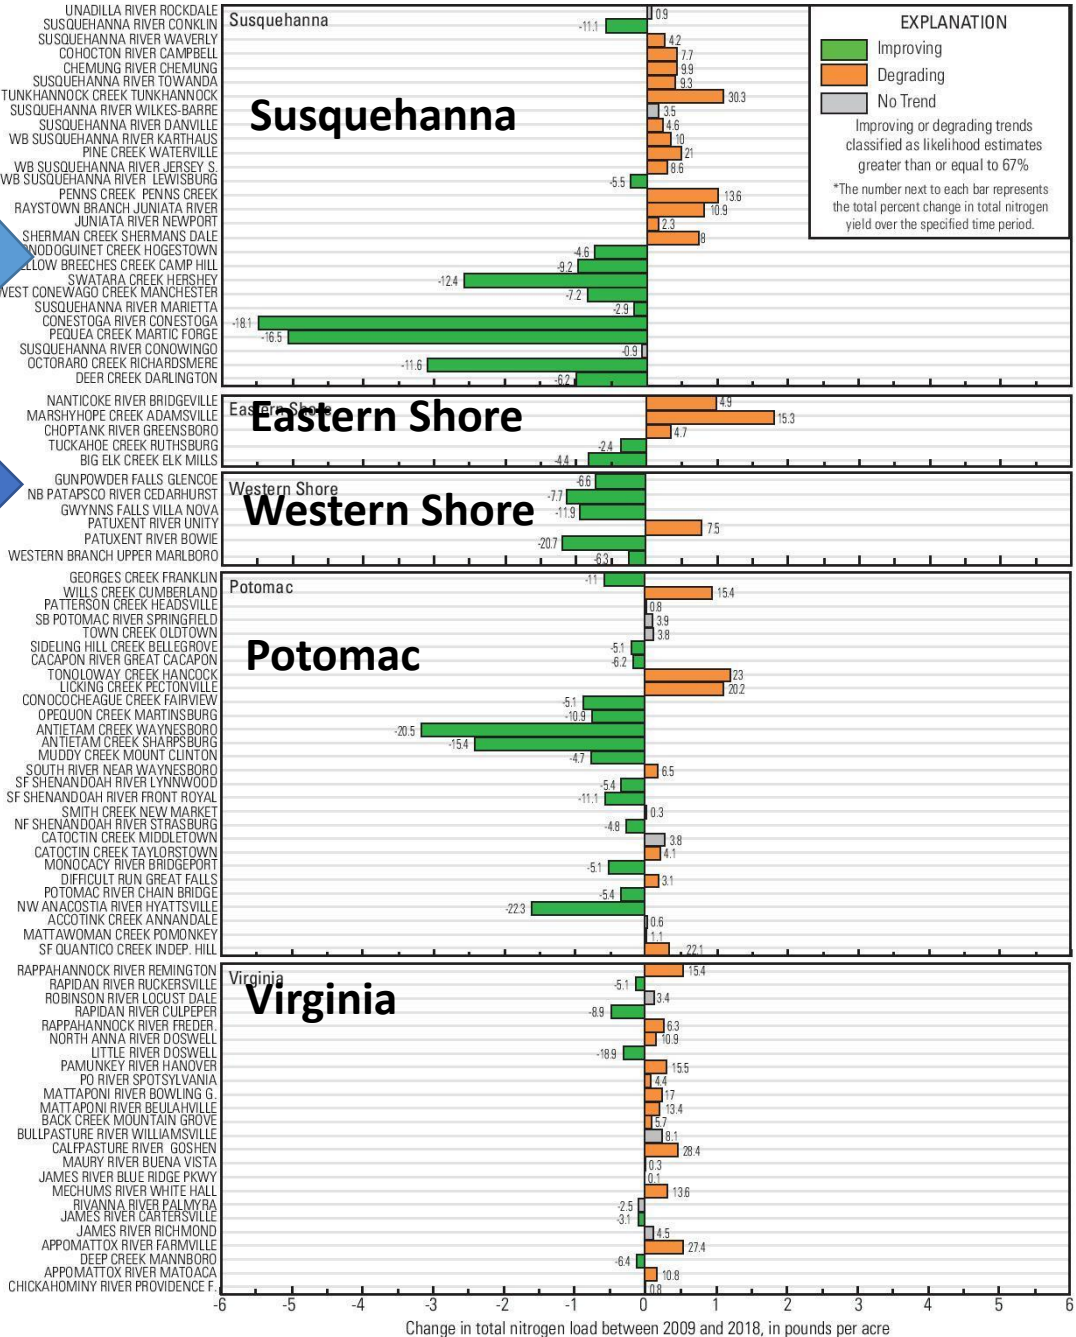 UNADILLA RIVER ROCKDALE 0.9
SUSQUEHANNA RIVER CONKLIN -11.1
SUSQUEHANNA RIVER WAVERLY 4.2
COHOCTON RIVER CAMPBELL 7.7
CHEMUNG RIVER CHEMUNG 9.9
SUSQUEHANNA RIVER TOWANDA 9.3
TUNKHANNOCK CREEK TUNKHANNOCK 30.3
SUSQUEHANNA RIVER WILKES-BARRE 3.5
SUSQUEHANNA RIVER DANVILLE 4.6
WB SUSQUEHANNA RIVER KARTHAUS 10
PINE CREEK WATERVILLE 21
WB SUSQUEHANNA RIVER JERSEY S. 8.6
WB SUSQUEHANNA RIVER LEWISBURG -5.5
PENNS CREEK PENNS CREEK 13.6
RAYSTOWN BRANCH JUNIATA RIVER 10.9
JUNIATA RIVER NEWPORT 2.3
SHERMAN CREEK SHERMANS DALE 8
NODOGUINET CREEK HOGESTOWN -4.6
LLOW BREECHES CREEK CAMP HILL -9.2
SWATARA CREEK HERSHEY -12.4
WEST CONEWAGO CREEK MANCHESTER -7.2
SUSQUEHANNA RIVER MARIETTA -2.9
CONESTOGA RIVER CONESTOGA -18.1
PEQUEA CREEK MARTIC FORGE -16.5
SUSQUEHANNA RIVER CONOWINGO -0.9
OCTORARO CREEK RICHARDSMERE -11.6
DEER CREEK DARLINGTON -6.2
Susquehanna
Susquehanna
EXPLANATION
Improving
Degrading
No Trend
Improving or degrading trends
classified as likelihood estimates
greater than or equal to 67%
*The number next to each bar represents
the total percent change in total nitrogen
yield over the specified time period.
NANTICOKE RIVER BRIDGEVILLE 4.9
MARSHYHOPE CREEK ADAMSVILLE 15.3
CHOPTANK RIVER GREENSBORO 4.7
TUCKAHOE CREEK RUTHSBURG -2.4
BIG ELK CREEK ELK MILLS -4.4
Eastern Shore
Eastern Shore
GUNPOWDER FALLS GLENCOE -6.6
NB PATAPSCO RIVER CEDARHURST -7.7
GWYNNS FALLS VILLA NOVA -11.9
PATUXENT RIVER UNITY 7.5
PATUXENT RIVER BOWIE -20.7
WESTERN BRANCH UPPER MARLBORO -6.3
Western Shore
Western Shore
GEORGES CREEK FRANKLIN -11
WILLS CREEK CUMBERLAND 15.4
PATTERSON CREEK HEADSVILLE 0.8
SB POTOMAC RIVER SPRINGFIELD 3.9
TOWN CREEK OLDTOWN 3.8
SIDELING HILL CREEK BELLEGROVE -5.1
CACAPON RIVER GREAT CACAPON -6.2
TONOLOWAY CREEK HANCOCK 23
LICKING CREEK PECTONVILLE 20.2
CONOCOCHEAGUE CREEK FAIRVIEW -5.1
OPEQUON CREEK MARTINSBURG -10.9
ANTIETAM CREEK WAYNESBORO -20.5
ANTIETAM CREEK SHARPSBURG -15.4
MUDDY CREEK MOUNT CLINTON -4.7
SOUTH RIVER NEAR WAYNESBORO 6.5
SF SHENANDOAH RIVER LYNNWOOD -5.4
SF SHENANDOAH RIVER FRONT ROYAL -11.1
SMITH CREEK NEW MARKET 0.3
NF SHENANDOAH RIVER STRASBURG -4.8
CATOCTIN CREEK MIDDLETOWN 3.8
CATOCTIN CREEK TAYLORSTOWN 4.1
MONOCACY RIVER BRIDGEPORT -5.1
DIFFICULT RUN GREAT FALLS 3.1
POTOMAC RIVER CHAIN BRIDGE -5.4
NW ANACOSTIA RIVER HYATTSVILLE -22.3
ACCOTINK CREEK ANNANDALE 0.6
MATTAWOMAN CREEK POMONKEY 1.1
SF QUANTICO CREEK INDEP. HILL 22.1
Potomac
Potomac
RAPPAHANNOCK RIVER REMINGTON 15.4
RAPIDAN RIVER RUCKERSVILLE -5.1
ROBINSON RIVER LOCUST DALE 3.4
RAPIDAN RIVER CULPEPER -8.9
RAPPAHANNOCK RIVER FREDER. 6.3
NORTH ANNA RIVER DOSWELL 10.9
LITTLE RIVER DOSWELL -18.9
PAMUNKEY RIVER HANOVER 15.5
PO RIVER SPOTSYLVANIA 4.4
MATTAPONI RIVER BOWLING G. 17
MATTAPONI RIVER BEULAHVILLE 13.4
BACK CREEK MOUNTAIN GROVE 5.7
BULLPASTURE RIVER WILLIAMSVILLE 8.1
CALFPASTURE RIVER GOSHEN 28.4
MAURY RIVER BUENA VISTA 0.3
JAMES RIVER BLUE RIDGE PKWY 0.1
MECHUMS RIVER WHITE HALL 13.6
RIVANNA RIVER PALMYRA -2.5
JAMES RIVER CARTERSVILLE -3.1
JAMES RIVER RICHMOND 4.5
APPOMATTOX RIVER FARMVILLE 27.4
DEEP CREEK MANNBORO -6.4
APPOMATTOX RIVER MATOACA 10.8
CHICKAHOMINY RIVER PROVIDENCE F. 0.8
Virginia
Virginia
-6 -5 -4 -3 -2 -1 0 1 2 3 4 5 6
Change in total nitrogen load between 2009 and 2018, in pounds per acre